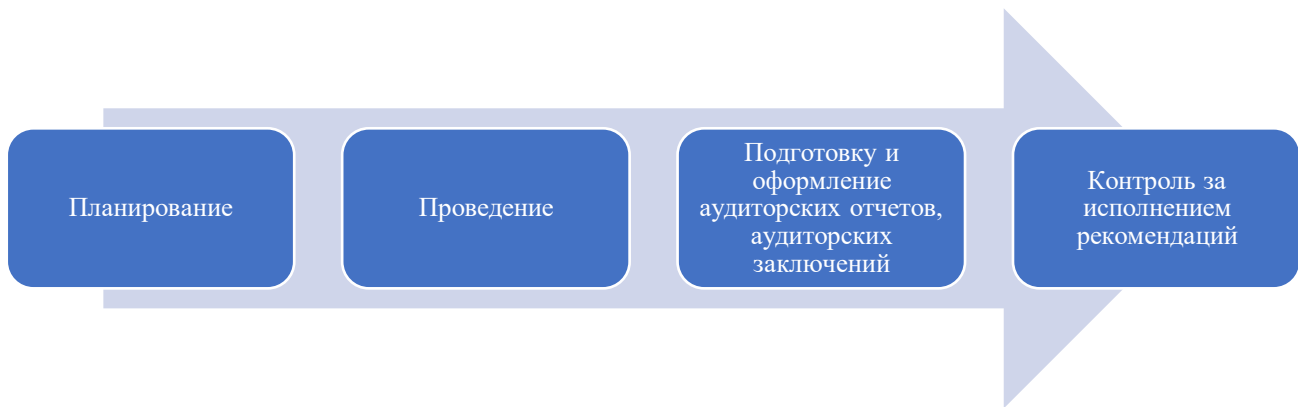 Планирование
Проведение
Подготовку и
оформление
аудиторских отчетов,
аудиторских
заключений
Контроль за
исполнением
рекомендаций